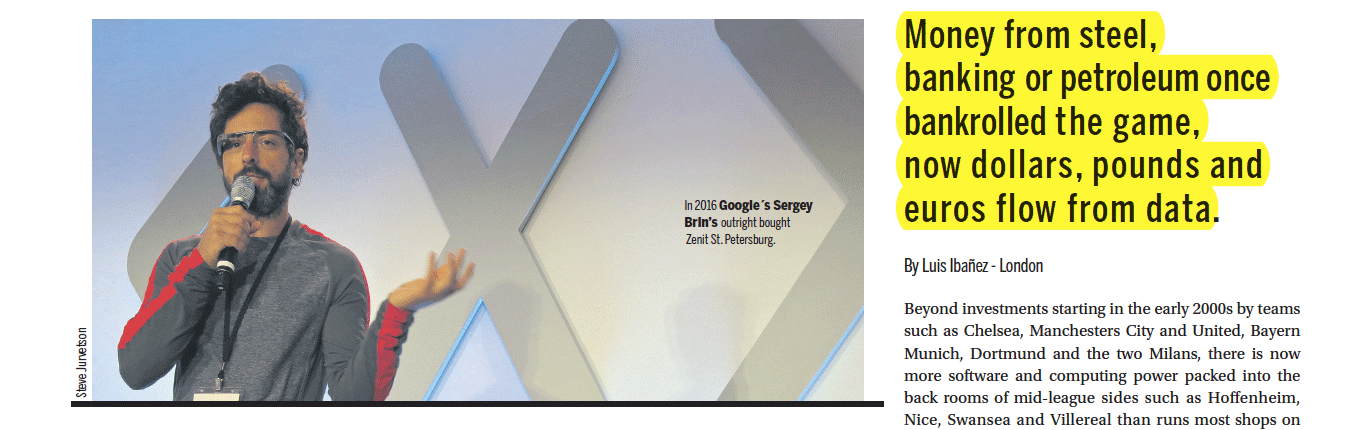 Steve Jurvetson
In 2016 Google´s Sergey
Brin's outright bought
Zenit St. Petersburg.
Money from steel,
banking or petroleum once
bankrolled the game,
now dollars, pounds and
euros flow from data.
By Luis Ibañez - London
Beyond investments starting in the early 2000s by teams
such as Chelsea, Manchesters City and United, Bayern
Munich, Dortmund and the two Milans, there is now
more software and computing power packed into the
back rooms of mid-league sides such as Hoffenheim,
Nice, Swansea and Villereal than runs most shops on